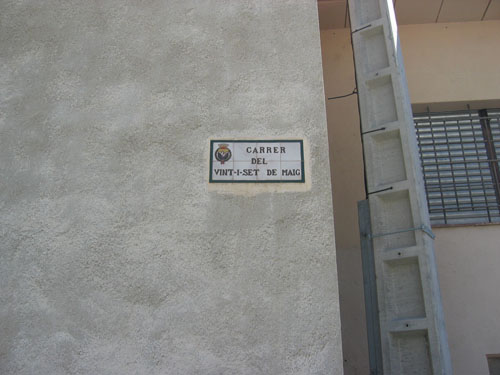 CARRER
DEL
VINT-I-SET DE MAIG